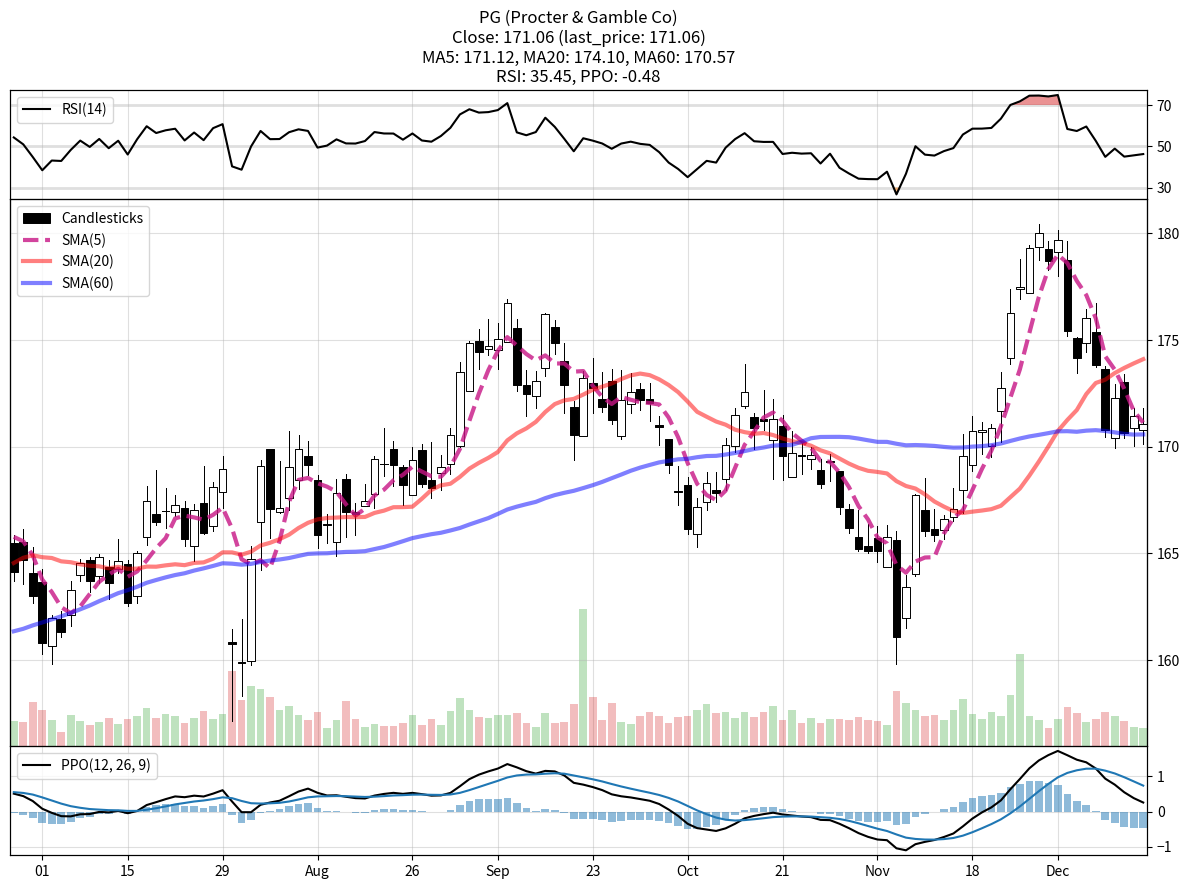 PG (Procter & Gamble Co)
Close: 171.06 (last_price: 171.06)
MA5: 171.12, MA20: 174.10, MA60: 170.57
RSI: 35.45, PPO: -0.48
RSI(14)
70
50
30
Candlesticks
SMA(5)
SMA(20)
SMA(60)
180
175
170
165
160
PPO(12, 26, 9)
1
0
−1
01 15 29 Aug 26 Sep 23 Oct 21 Nov 18 Dec